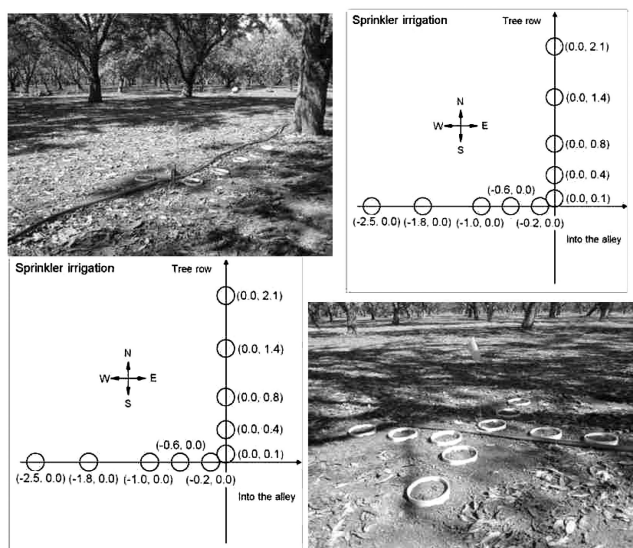 Sprinkler irrigation
Tree row
(0.0, 2.1)
(0.0, 1.4)
N
W E
S
(0.0, 0.8)
(0.0, 0.4)
(-0.6, 0.0)
(0.0, 0.1)
(-2.5, 0.0) (-1.8, 0.0) (-1.0, 0.0) (-0.2, 0.0)
Into the alley
Sprinkler irrigation
Tree row
(0.0, 2.1)
(0.0, 1.4)
N
W E
S
(0.0, 0.8)
(0.0, 0.4)
(-0.6, 0.0)
(0.0, 0.1)
(-2.5, 0.0) (-1.8, 0.0) (-1.0, 0.0) (-0.2, 0.0)
Into the alley